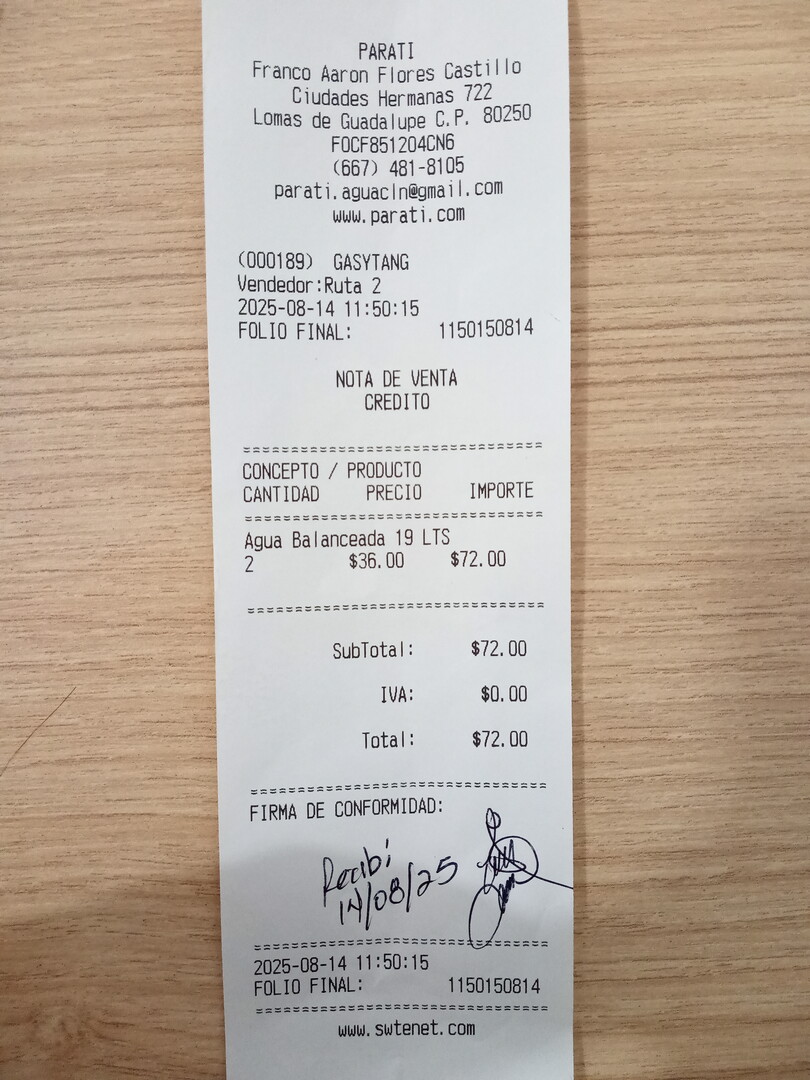 PARATI
Franco Aaron Flores Castillo
Ciudades Hermanas 722
Lomas de Guadalupe C.P. 80250
FOCF851204CN6
(667) 481-8105
parati.aguacln@gmail.com
www.parati.com
(000189) GASYTANG
Vendedor:Ruta 2
2025-08-14 11:50:15
FOLIO FINAL: 1150150814
NOTA DE VENTA
CREDITO
CONCEPTO / PRODUCTO
CANTIDAD PRECIO IMPORTE
Agua Balanceada 19 LTS
2 $36.00 $72.00
SubTotal: $72.00
IVA: $0.00
Total: $72.00
FIRMA DE CONFORMIDAD:
Recibi
14/08/25
2025-08-14 11:50:15
FOLIO FINAL: 1150150814
www.swtenet.com